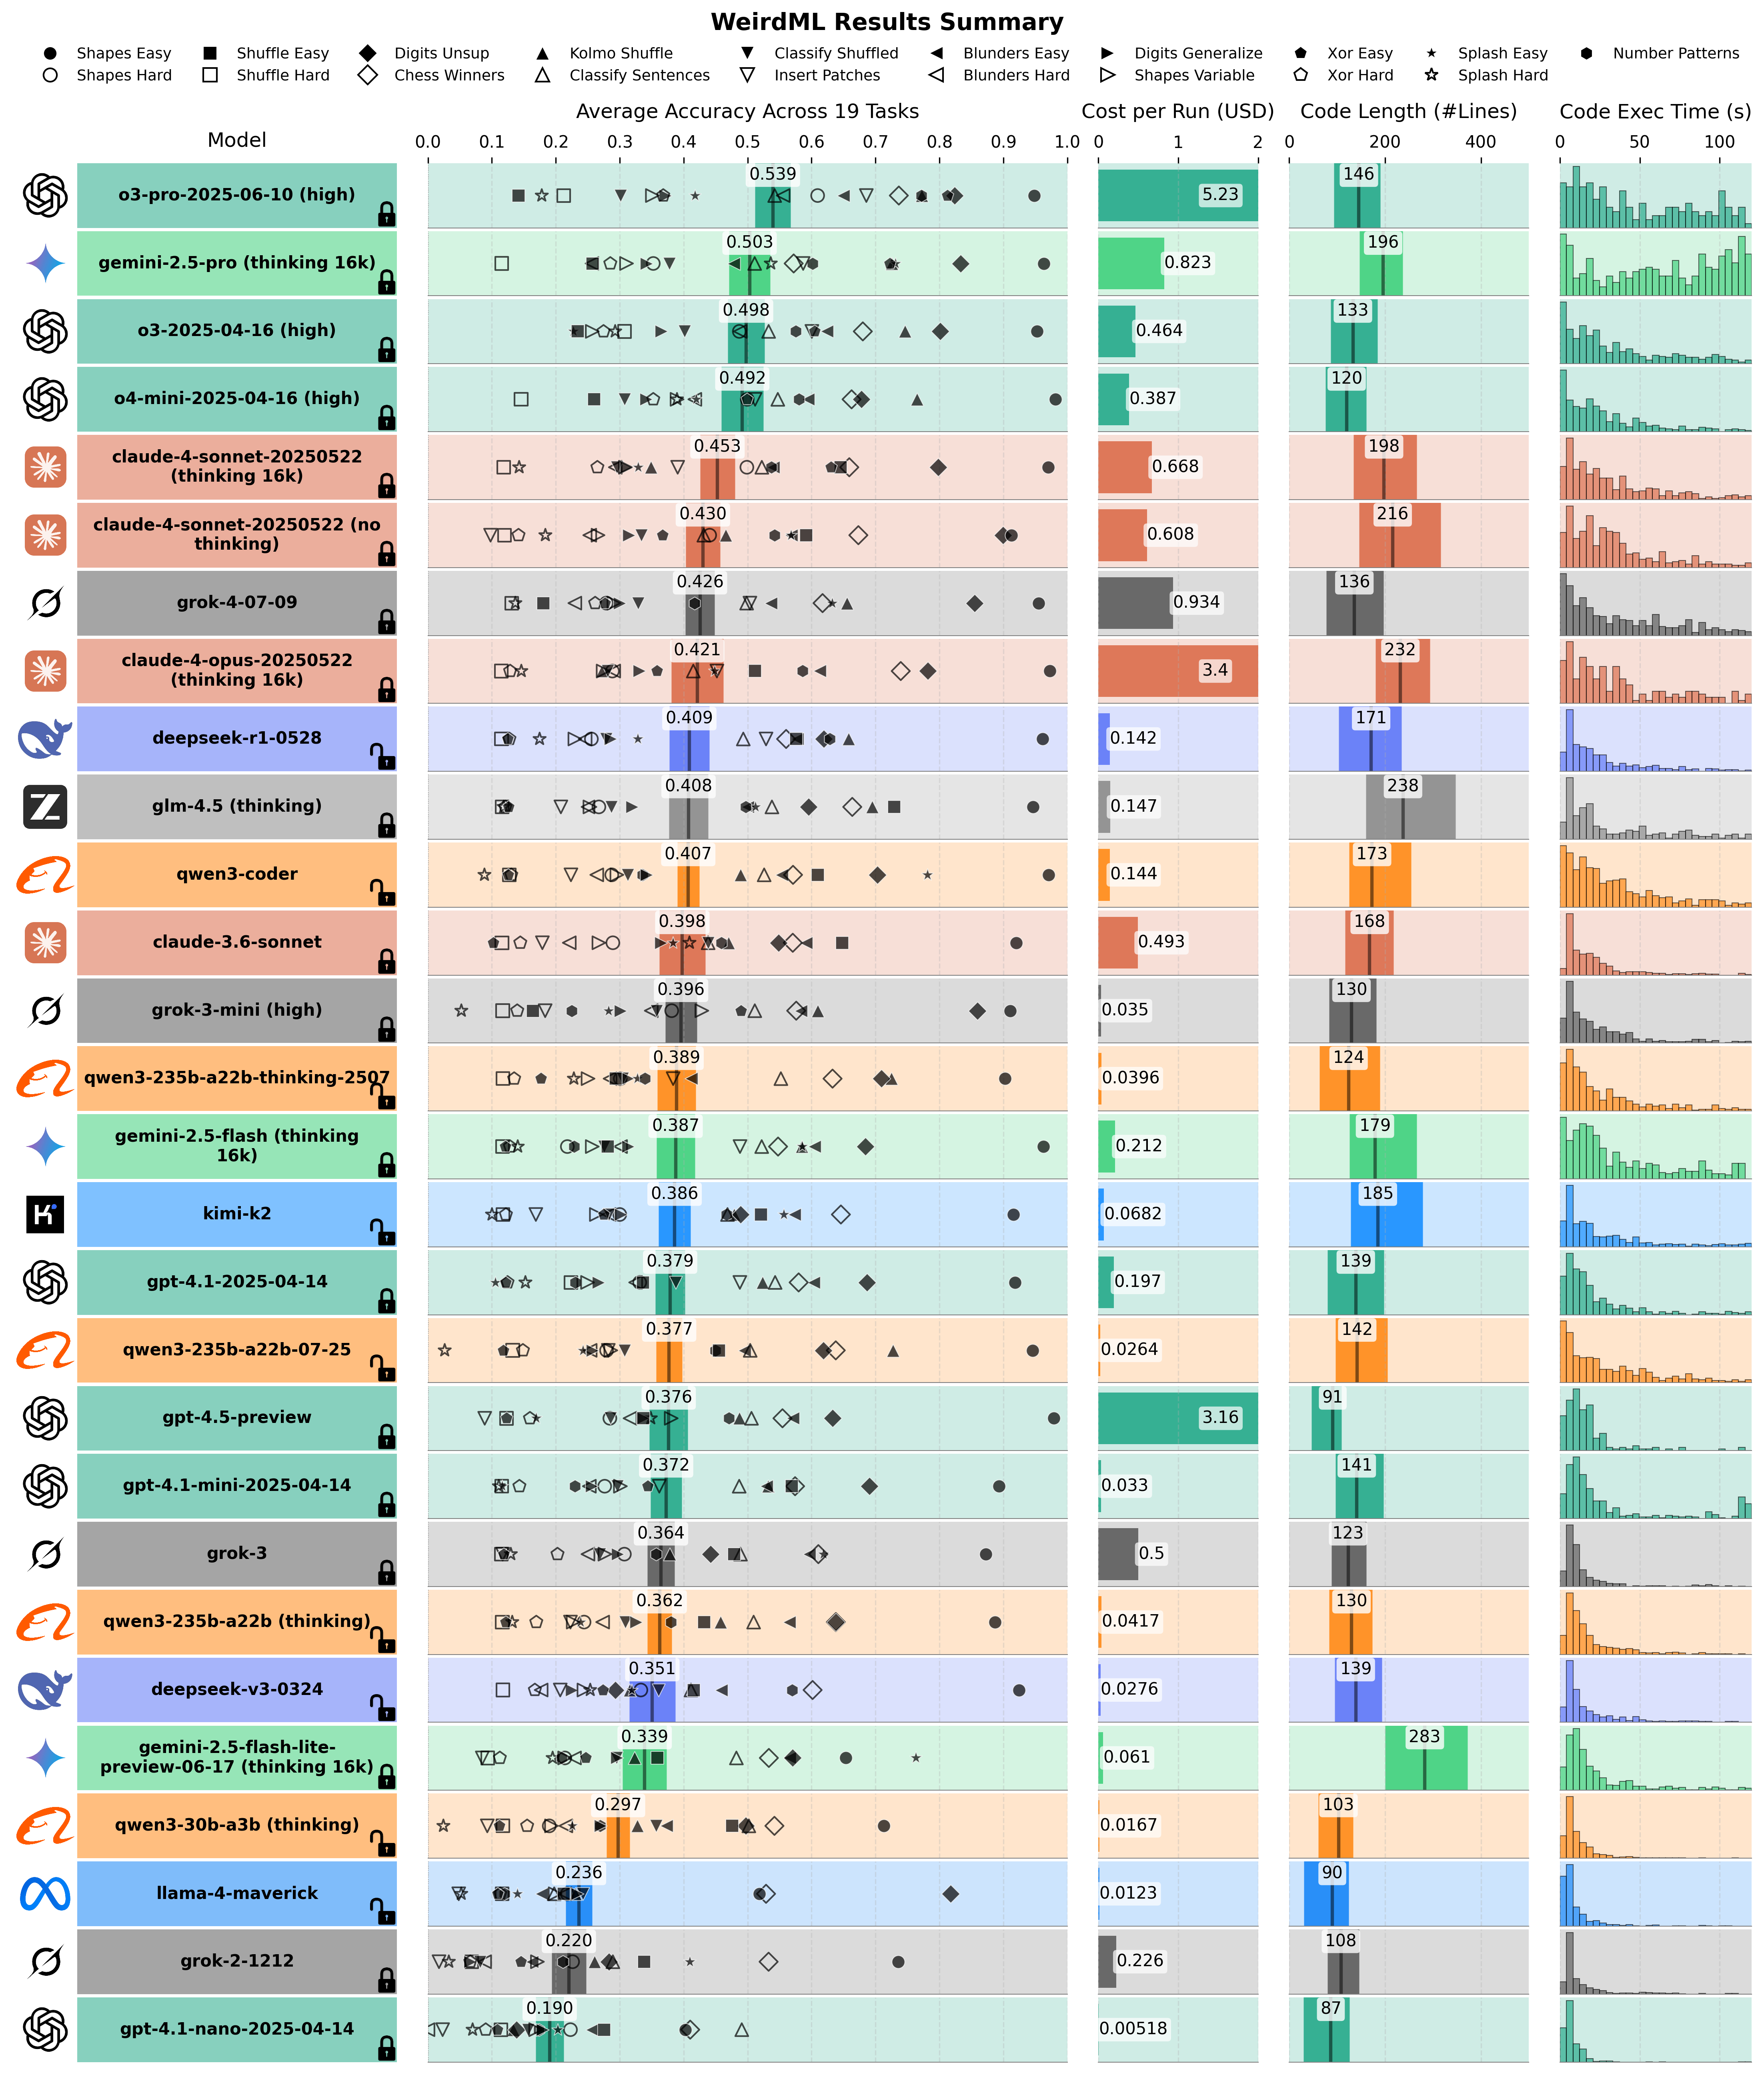 WeirdML Results Summary
Shapes Easy Shuffle Easy Digits Unsup Kolmo Shuffle Classify Shuffled Blunders Easy Digits Generalize Xor Easy Splash Easy Number Patterns
Shapes Hard Shuffle Hard Chess Winners Classify Sentences Insert Patches Blunders Hard Shapes Variable Xor Hard Splash Hard
Average Accuracy Across 19 Tasks Cost per Run (USD) Code Length (#Lines) Code Exec Time (s)
Model
0.0 0.1 0.2 0.3 0.4 0.5 0.6 0.7 0.8 0.9 1.0 0 1 2 0 200 400 0 50 100
o3-pro-2025-06-10 (high) 0.539 5.23 146
gemini-2.5-pro (thinking 16k) 0.503 0.823 196
o3-2025-04-16 (high) 0.498 0.464 133
o4-mini-2025-04-16 (high) 0.492 0.387 120
claude-4-sonnet-20250522
(thinking 16k) 0.453 0.668 198
claude-4-sonnet-20250522 (no
thinking) 0.430 0.608 216
grok-4-07-09 0.426 0.934 136
claude-4-opus-20250522
(thinking 16k) 0.421 3.4 232
deepseek-r1-0528 0.409 0.142 171
glm-4.5 (thinking) 0.408 0.147 238
qwen3-coder 0.407 0.144 173
claude-3.6-sonnet 0.398 0.493 168
grok-3-mini (high) 0.396 0.035 130
qwen3-235b-a22b-thinking-2507 0.389 0.0396 124
gemini-2.5-flash (thinking
16k) 0.387 0.212 179
kimi-k2 0.386 0.0682 185
gpt-4.1-2025-04-14 0.379 0.197 139
qwen3-235b-a22b-07-25 0.377 0.0264 142
gpt-4.5-preview 0.376 3.16 91
gpt-4.1-mini-2025-04-14 0.372 0.033 141
grok-3 0.364 0.5 123
qwen3-235b-a22b (thinking) 0.362 0.0417 130
deepseek-v3-0324 0.351 0.0276 139
gemini-2.5-flash-lite-
preview-06-17 (thinking 16k) 0.339 0.061 283
qwen3-30b-a3b (thinking) 0.297 0.0167 103
llama-4-maverick 0.236 0.0123 90
grok-2-1212 0.220 0.226 108
gpt-4.1-nano-2025-04-14 0.190 0.00518 87